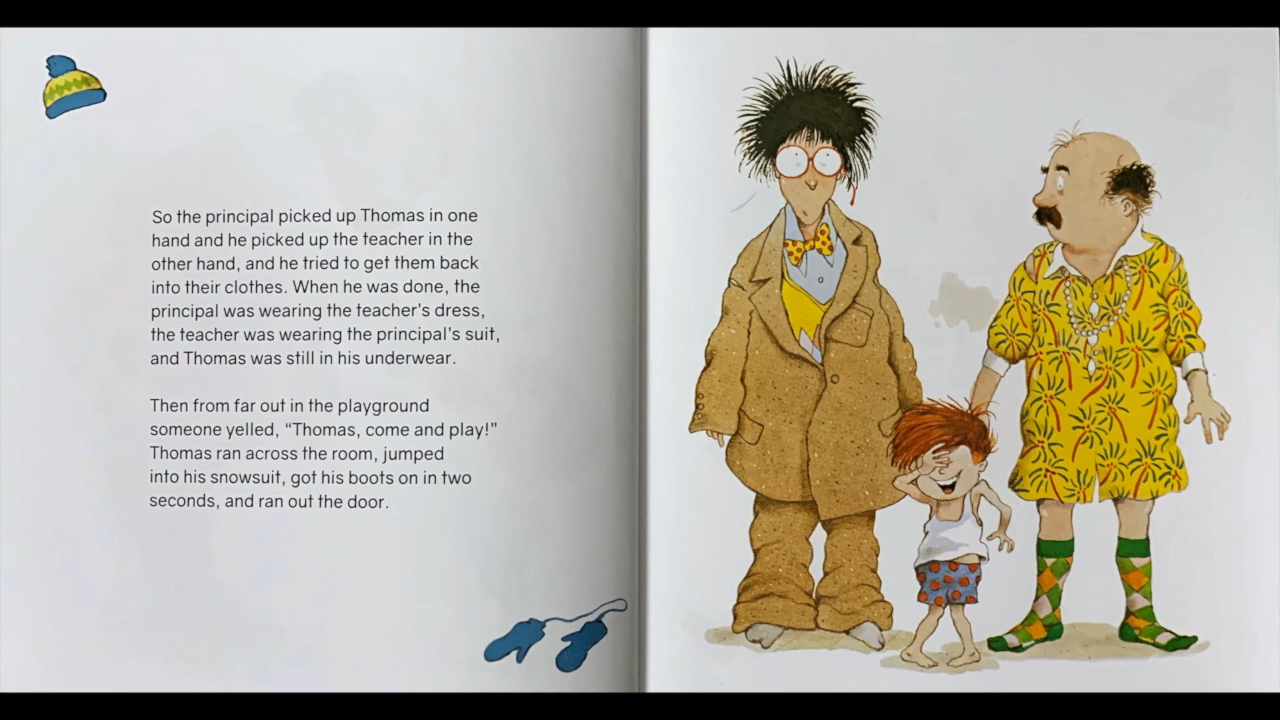 So the principal picked up Thomas in one
hand and he picked up the teacher in the
other hand, and he tried to get them back
into their clothes. When he was done, the
principal was wearing the teacher's dress,
the teacher was wearing the principal's suit,
and Thomas was still in his underwear.
Then from far out in the playground
someone yelled, “Thomas, come and play!”
Thomas ran across the room, jumped
into his snowsuit, got his boots on in two
seconds, and ran out the door.